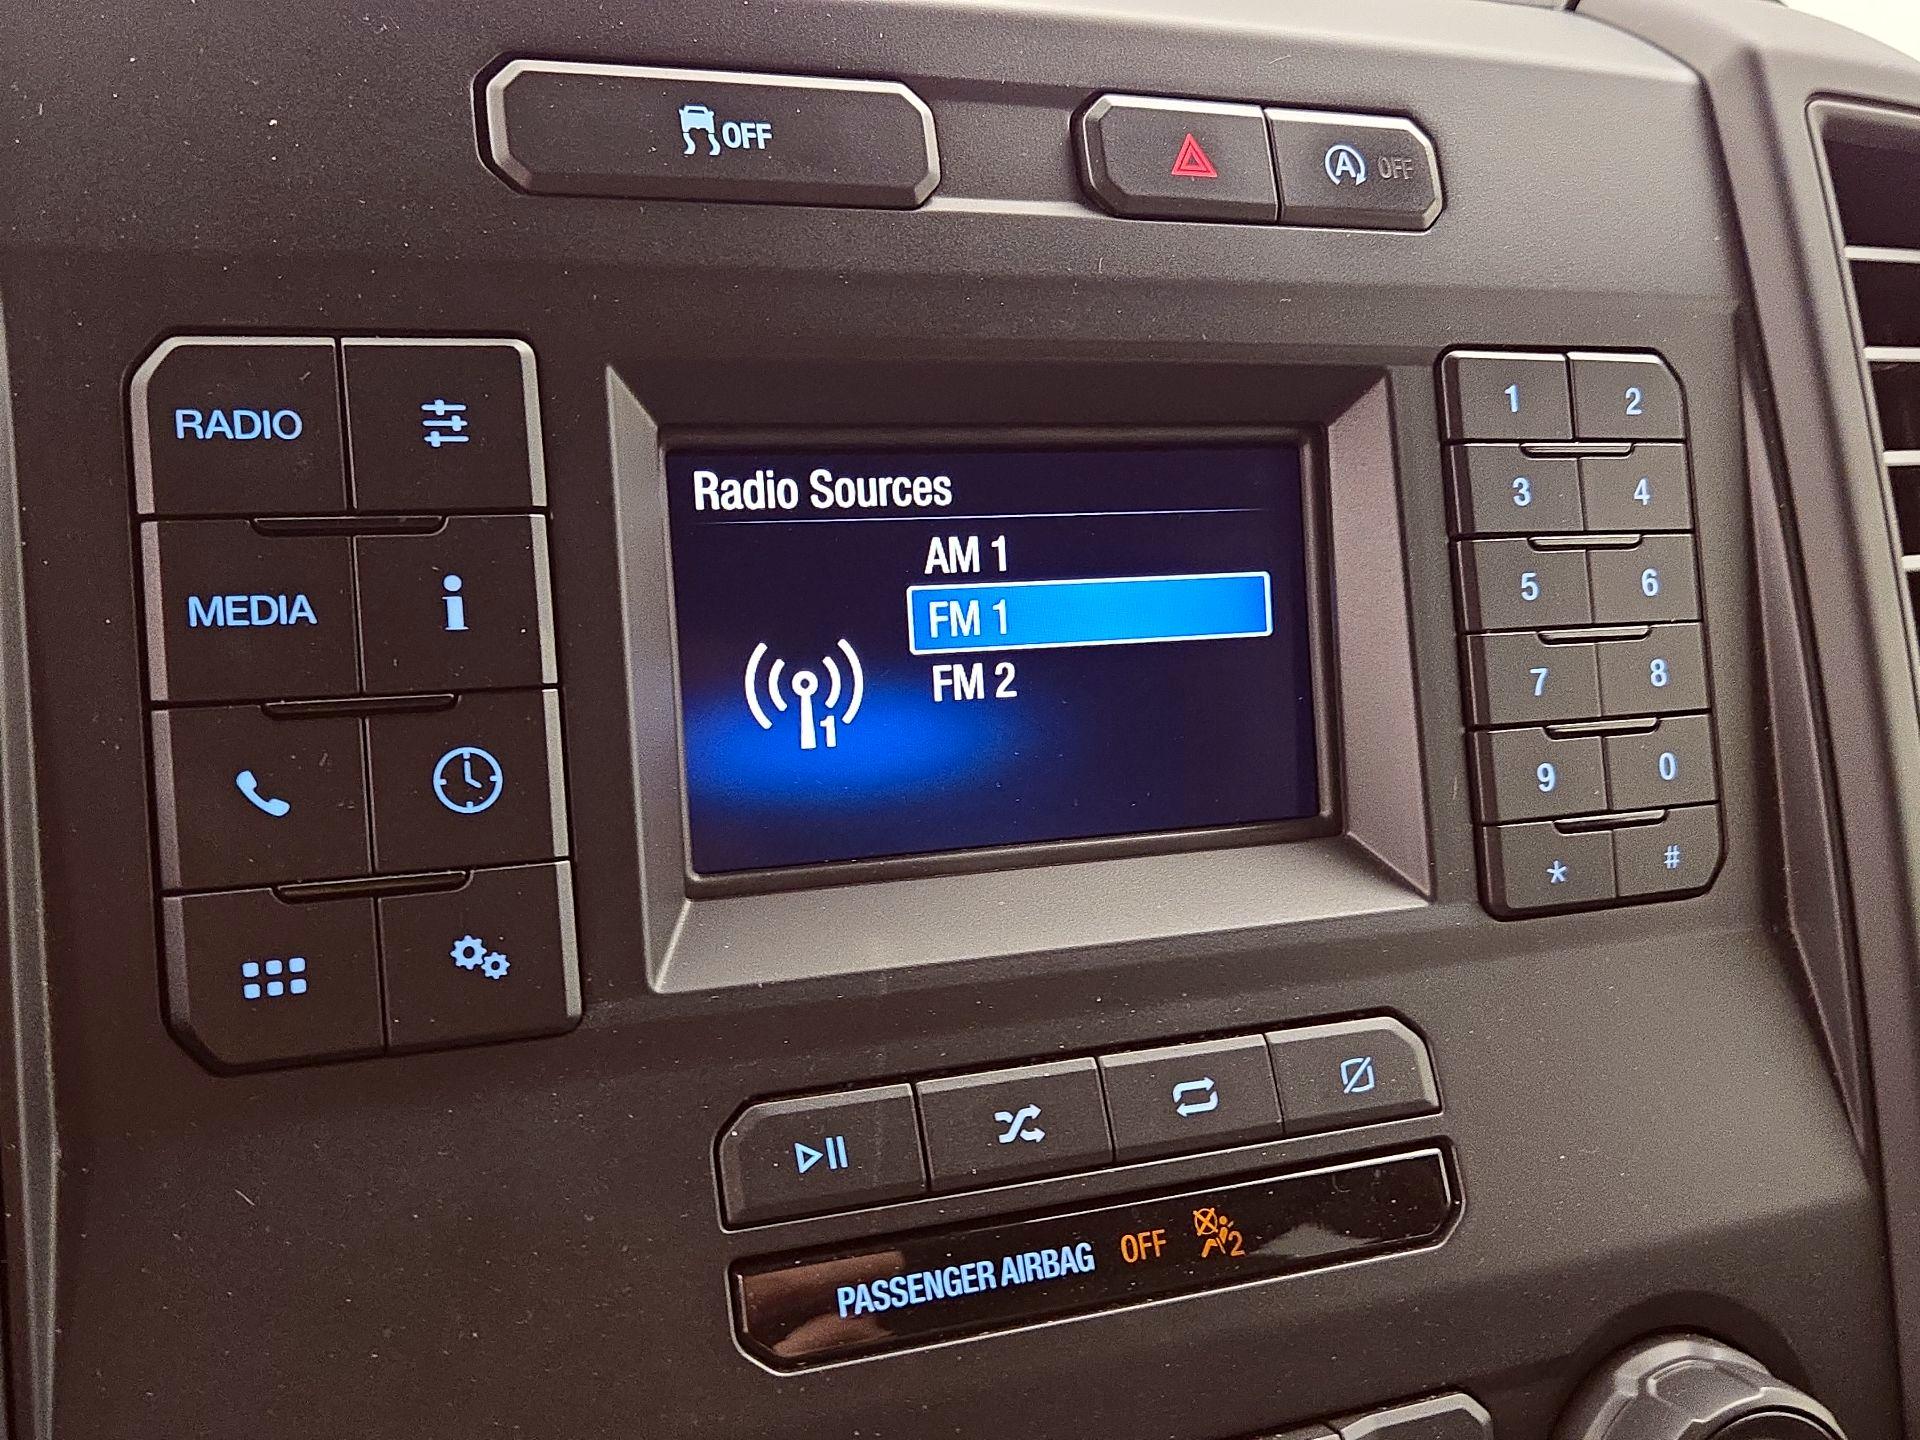 OFF
A OFF
RADIO
MEDIA
i
Radio Sources
AM 1
FM 1
FM 2
1
1 2
3 4
5 6
7 8
9 0
* #
PASSENGER AIRBAG OFF 2